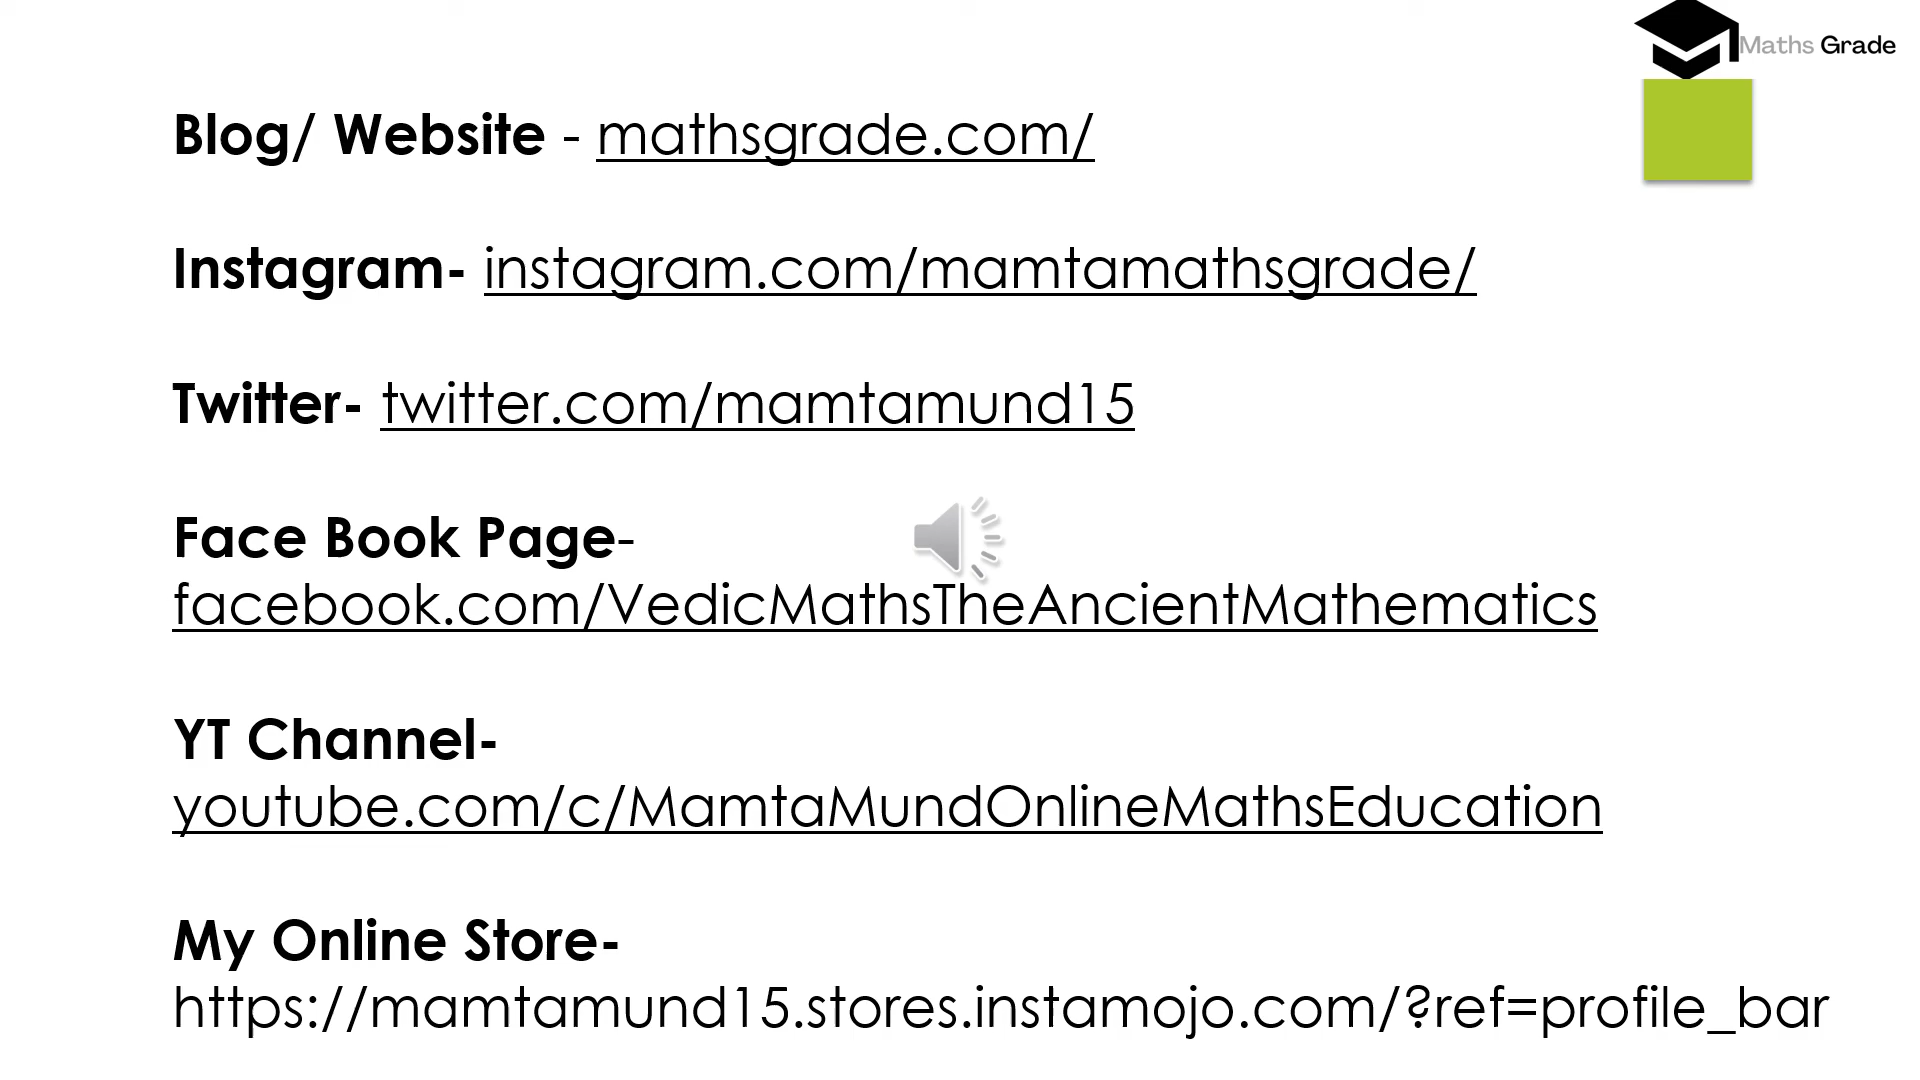 Maths Grade
Blog/ Website - mathsgrade.com/
Instagram- instagram.com/mamtamathsgrade/
Twitter- twitter.com/mamtamund15
Face Book Page-
facebook.com/VedicMathsTheAncientMathematics
YT Channel-
youtube.com/c/MamtaMundOnlineMathsEducation
My Online Store-
https://mamtamund15.stores.instamojo.com/?ref=profile_bar